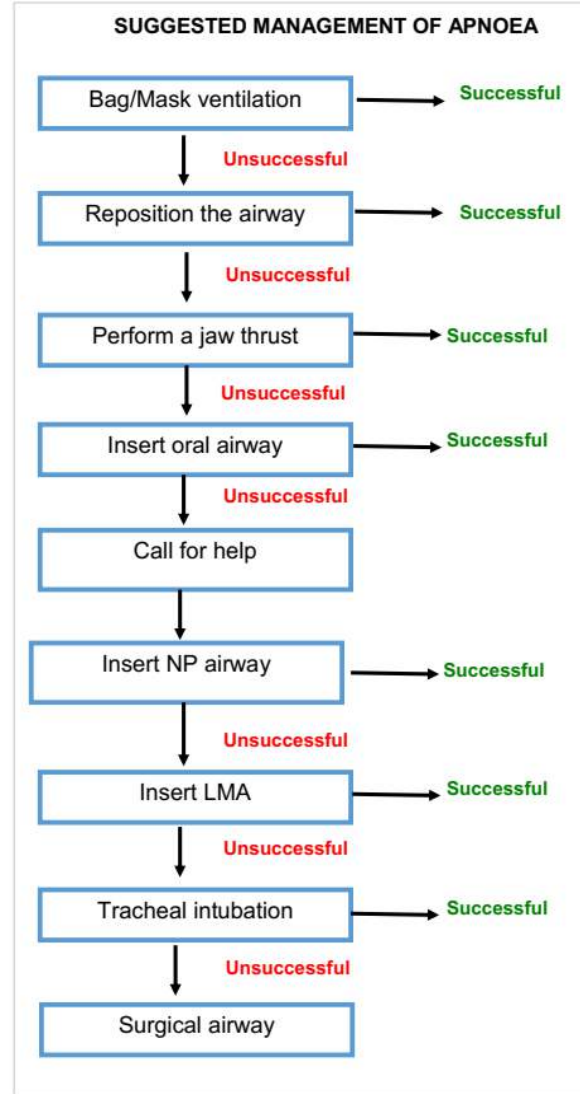 SUGGESTED MANAGEMENT OF APNOEA
Bag/Mask ventilation
Successful
Unsuccessful
Reposition the airway
Successful
Unsuccessful
Perform a jaw thrust
Successful
Unsuccessful
Insert oral airway
Successful
Unsuccessful
Call for help
Insert NP airway
Successful
Unsuccessful
Insert LMA
Successful
Unsuccessful
Tracheal intubation
Successful
Unsuccessful
Surgical airway